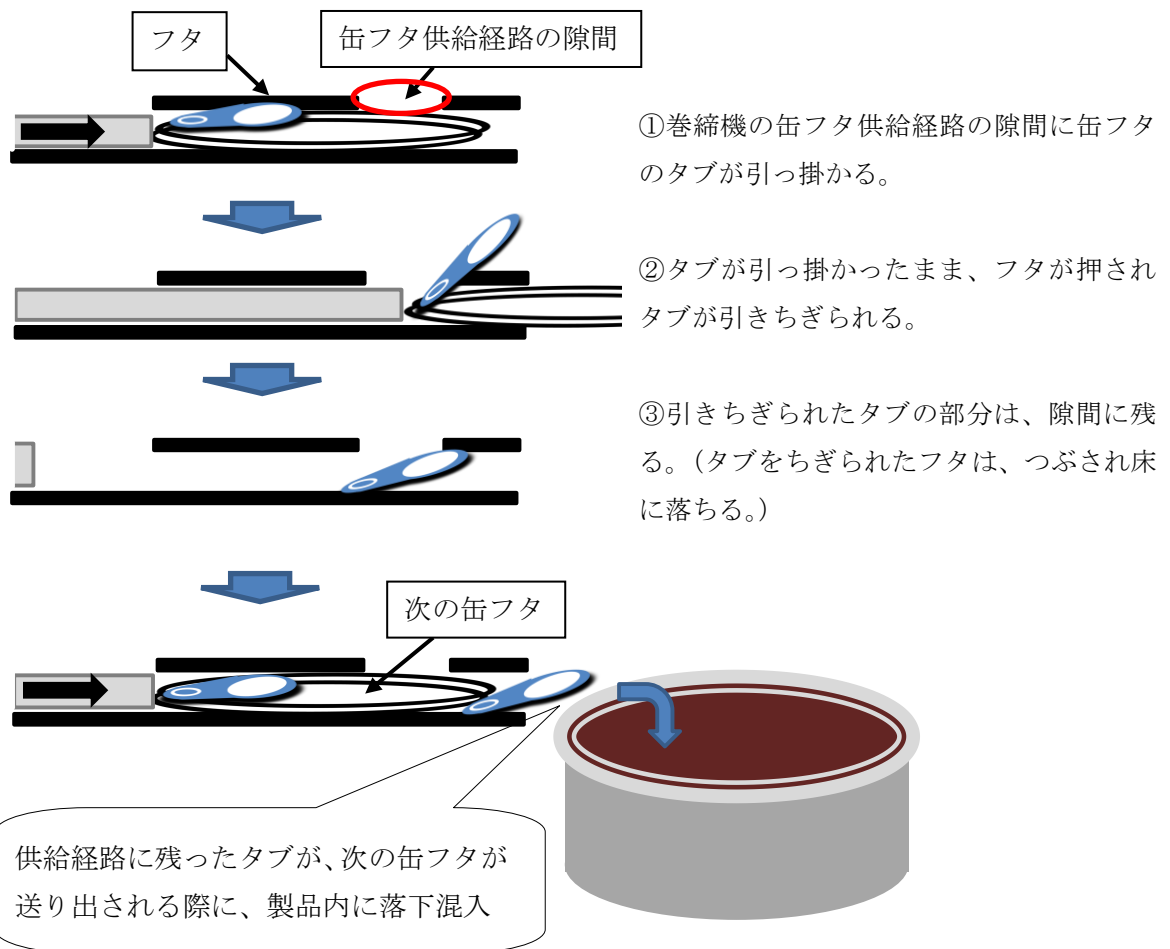 フタ
缶フタ供給経路の隙間
①巻締機の缶フタ供給経路の隙間に缶フタ
のタブが引っ掛かる。
②タブが引っ掛かったまま、フタが押され
タブが引きちぎられる。
③引きちぎられたタブの部分は、隙間に残
る。（タブをちぎられたフタは、つぶされ床
に落ちる。）
次の缶フタ
供給経路に残ったタブが、次の缶フタが
送り出される際に、製品内に落下混入